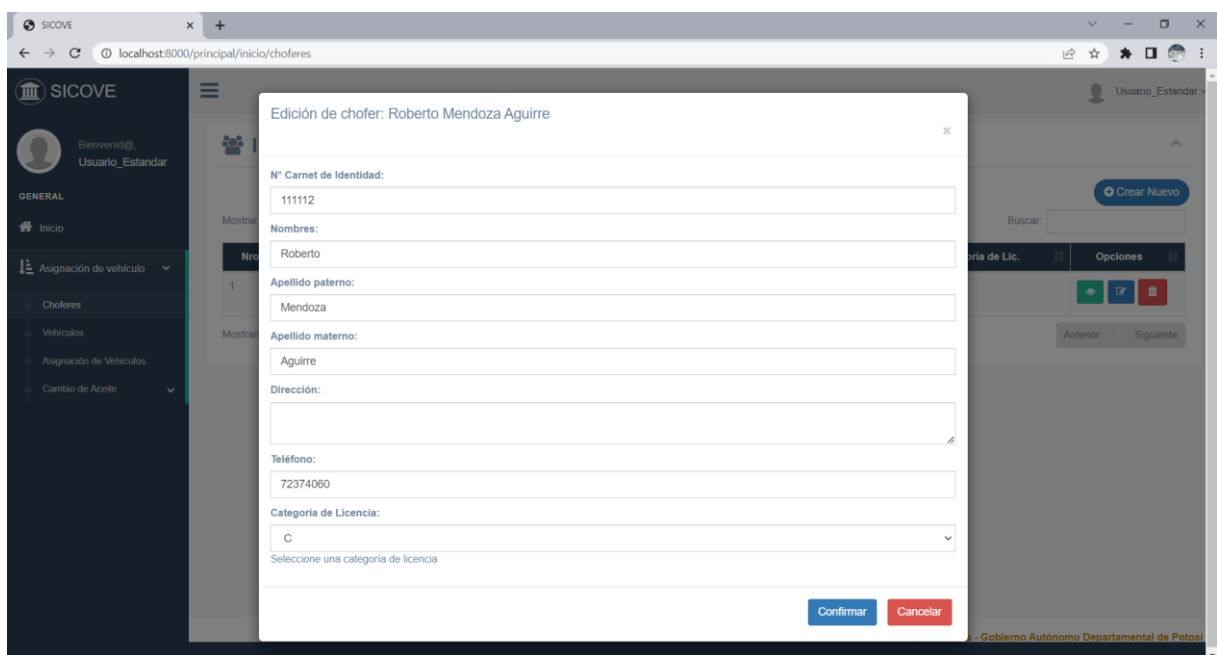 SICOVE
localhost:8000/principal/inicio/choferes
SICOVE
Usuario_Estandar
Bienvenid@,
Usuario_Estandar
GENERAL
Inicio
Asignación de vehículo
Choferes
Vehículos
Asignación de Vehículos
Cambio de Aceite
Edición de chofer: Roberto Mendoza Aguirre
×
N° Carnet de Identidad:
111112
Nombres:
Roberto
Apellido paterno:
Mendoza
Apellido materno:
Aguirre
Dirección:
Teléfono:
72374060
Categoria de Licencia:
C
Seleccione una categoría de licencia
Confirmar Cancelar
Crear Nuevo
Mostrar
Buscar:
Nro
de Lic. Opciones
1
Anterior 1 Siguiente
- Gobierno Autónomo Departamental de Potosi